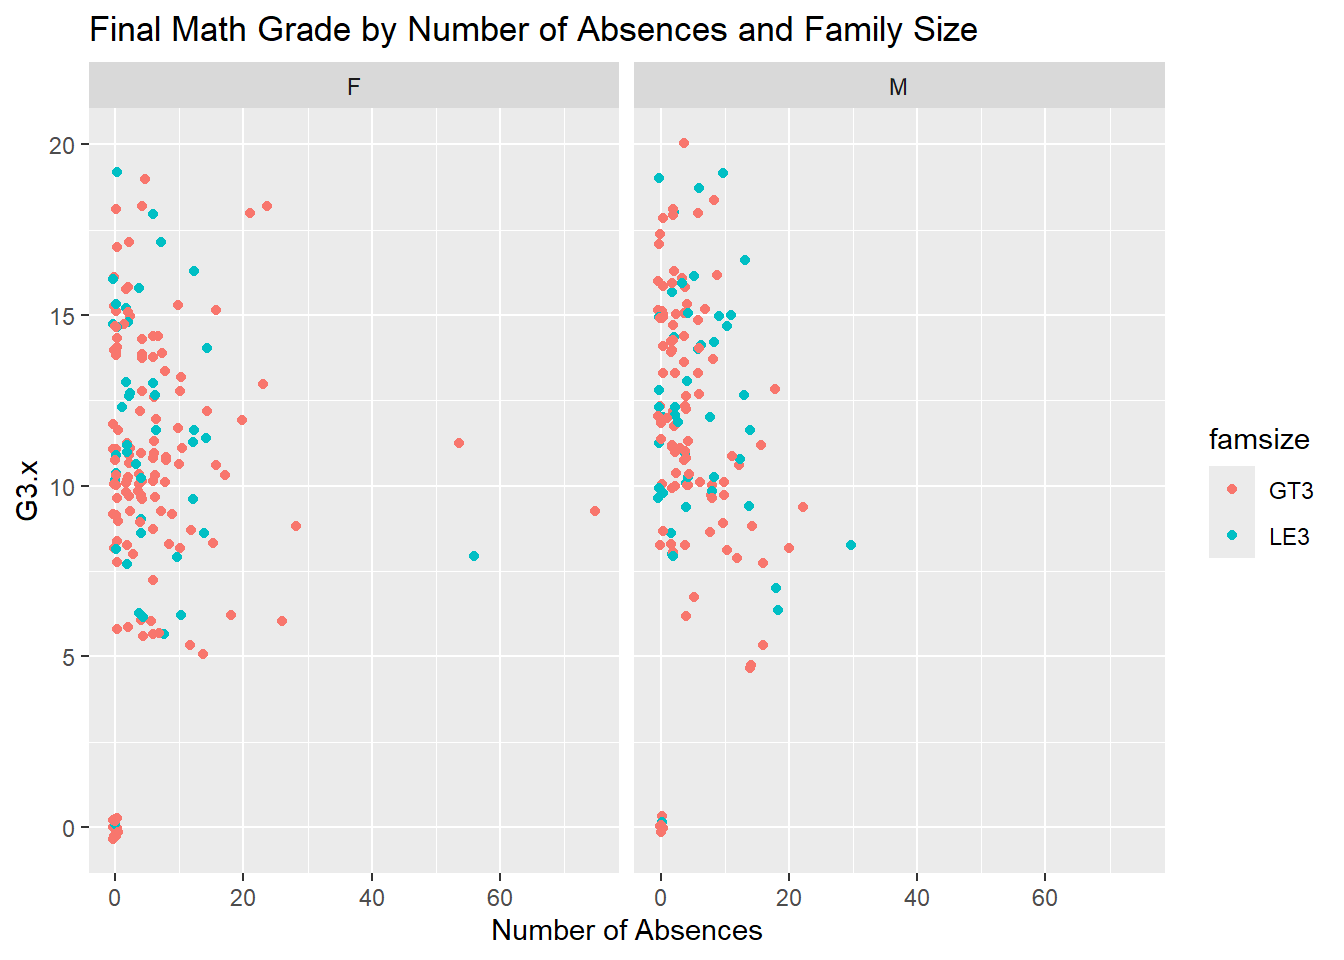 Final Math Grade by Number of Absences and Family Size
F
M
20
15
10
5
0
G3.x
0 20 40 60
0 20 40 60
Number of Absences
famsize
GT3
LE3